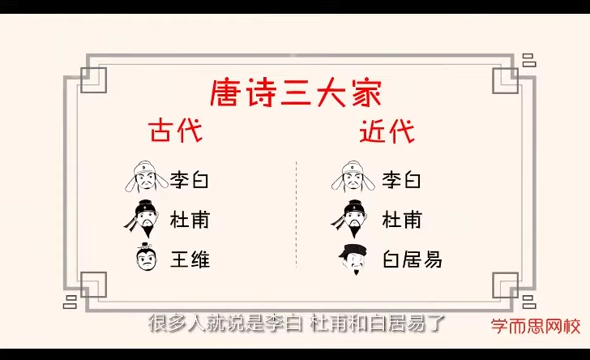 唐诗三大家
古代 近代
李白 李白
杜甫 杜甫
王维 白居易
很多人就说是李白 杜甫和白居易了
学而思网校